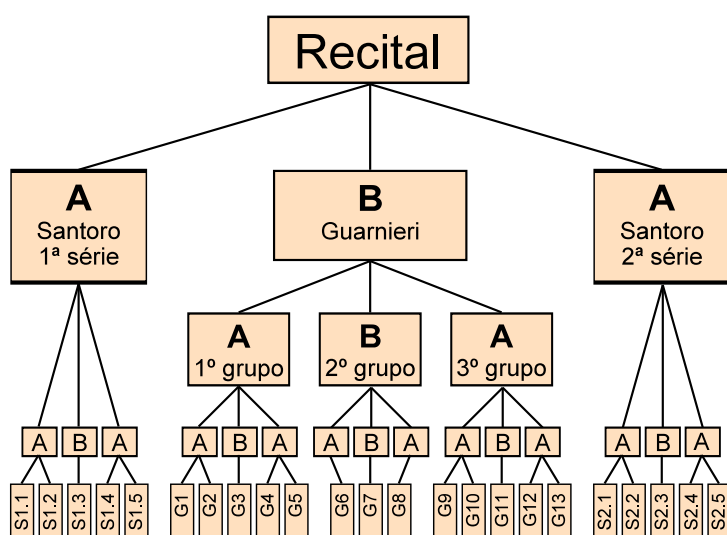 Recital
A
Santoro
1ª série
B
Guarnieri
A
Santoro
2ª série
A
1º grupo
B
2º grupo
A
3º grupo
A B A A B A A B A A B A A B A
S1.1 S1.2 S1.3 S1.4 S1.5 G1 G2 G3 G4 G5 G6 G7 G8 G9 G10 G11 G12 G13 S2.1 S2.2 S2.3 S2.4 S2.5